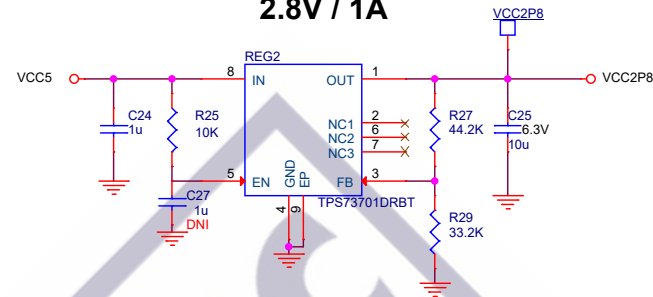 2.8V / 1A
VCC2P8
REG2
VCC5
8
IN
OUT
1
VCC2P8
C24
1u
R25
10K
NC1
2
NC2
6
NC3
7
R27
44.2K
C25
6.3V
10u
5
EN
GND
EP
FB
3
C27
1u
DNI
4
9
TPS73701DRBT
R29
33.2K